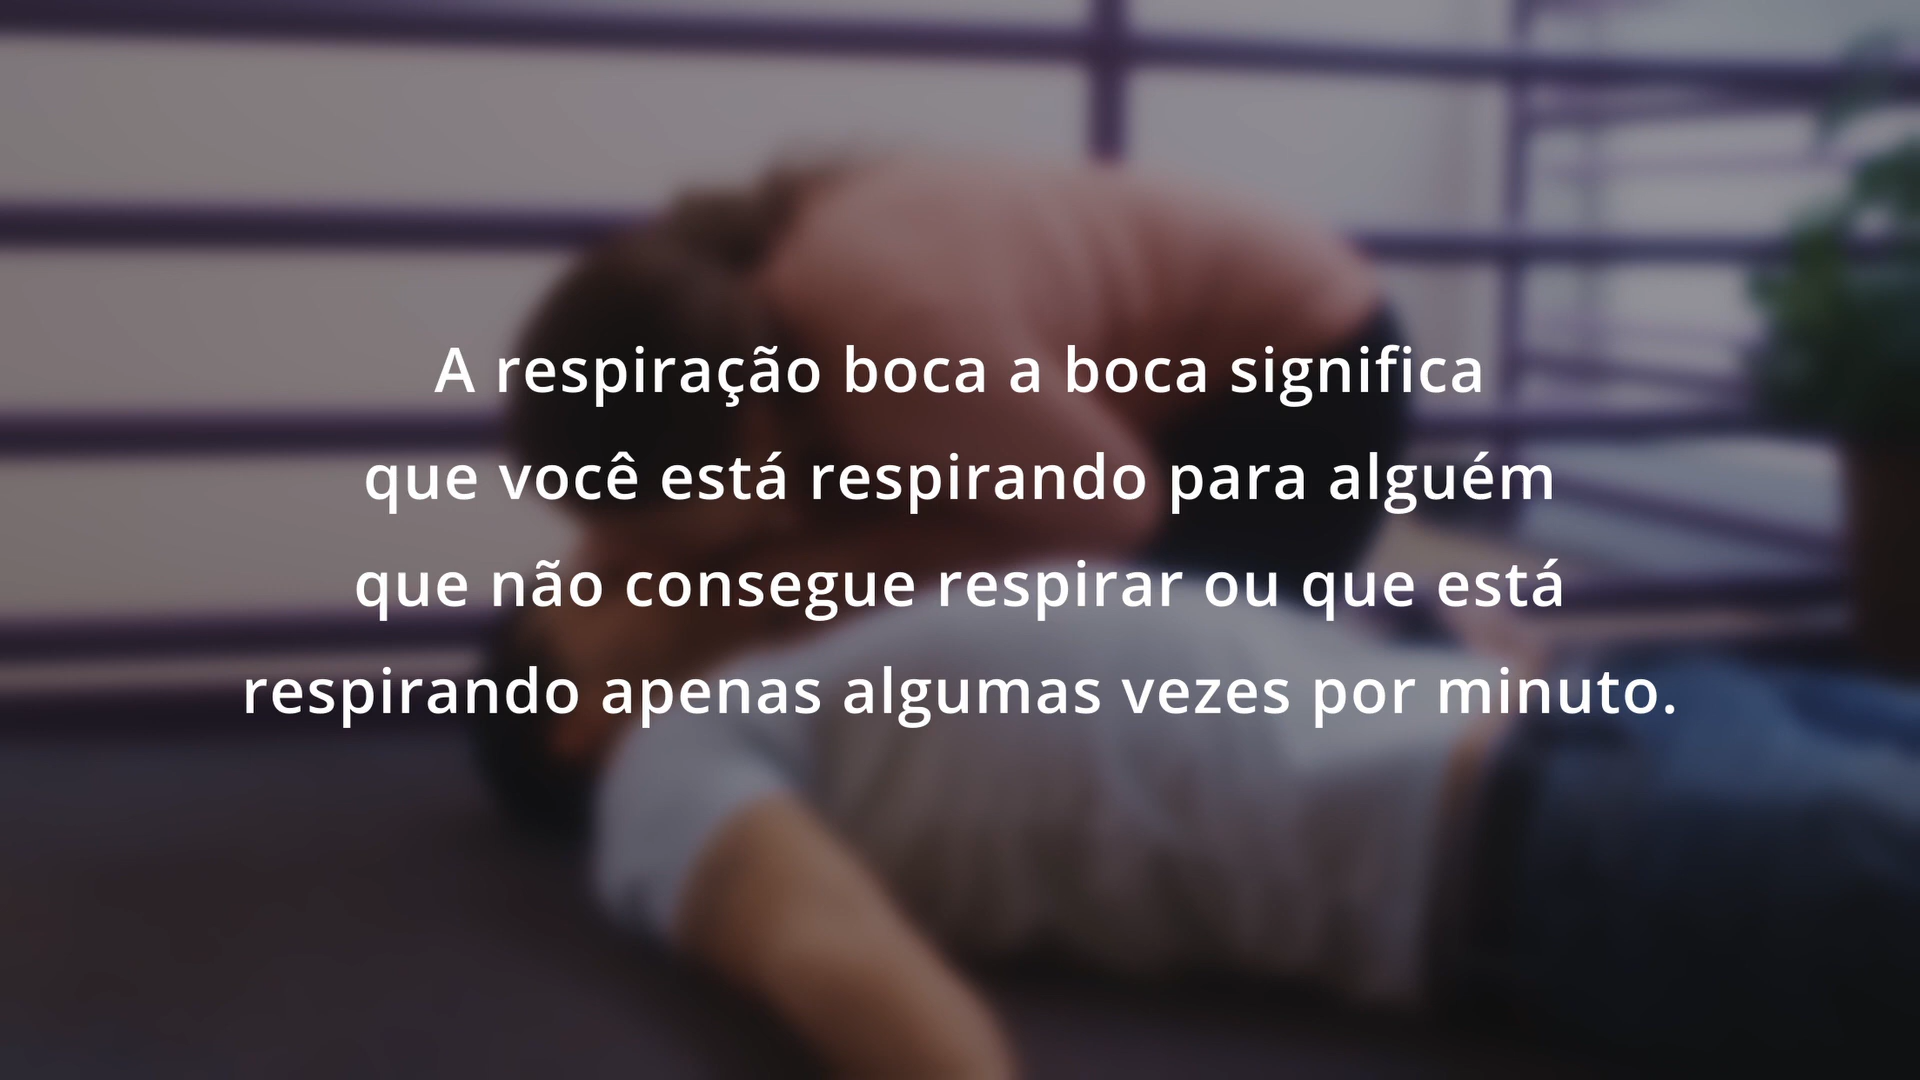 A respiração boca a boca significa
que você está respirando para alguém
que não consegue respirar ou que está
respirando apenas algumas vezes por minuto.